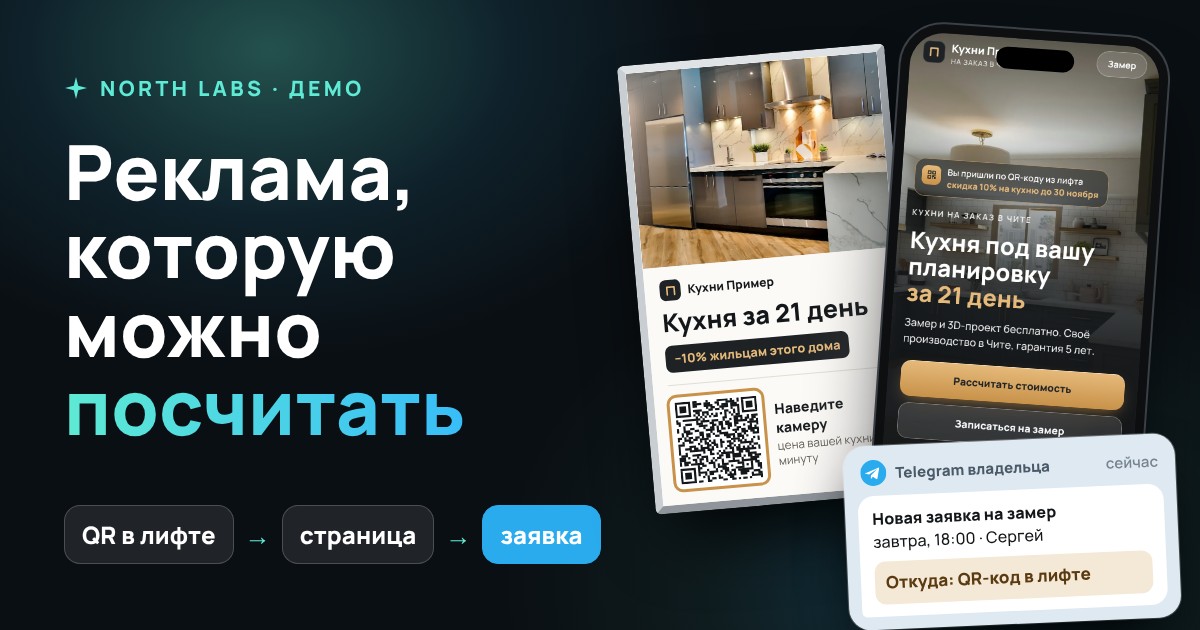 NORTH LABS · ДЕМО
Реклама,
которую
можно
посчитать
QR в лифте → страница → заявка
Кухни Пример
Кухня за 21 день
−10% жильцам этого дома
Наведите
камеру
цена вашей кухни
минуту
Кухни Пр
НА ЗАКАЗ В
Замер
Вы пришли по QR-коду из лифта
скидка 10% на кухню до 30 ноября
КУХНИ НА ЗАКАЗ В ЧИТЕ
Кухня под вашу
планировку
за 21 день
Замер и 3D-проект бесплатно. Своё
производство в Чите, гарантия 5 лет.
Рассчитать стоимость
Записаться на замер
Telegram владельца
сейчас
Новая заявка на замер
завтра, 18:00 · Сергей
Откуда: QR-код в лифте